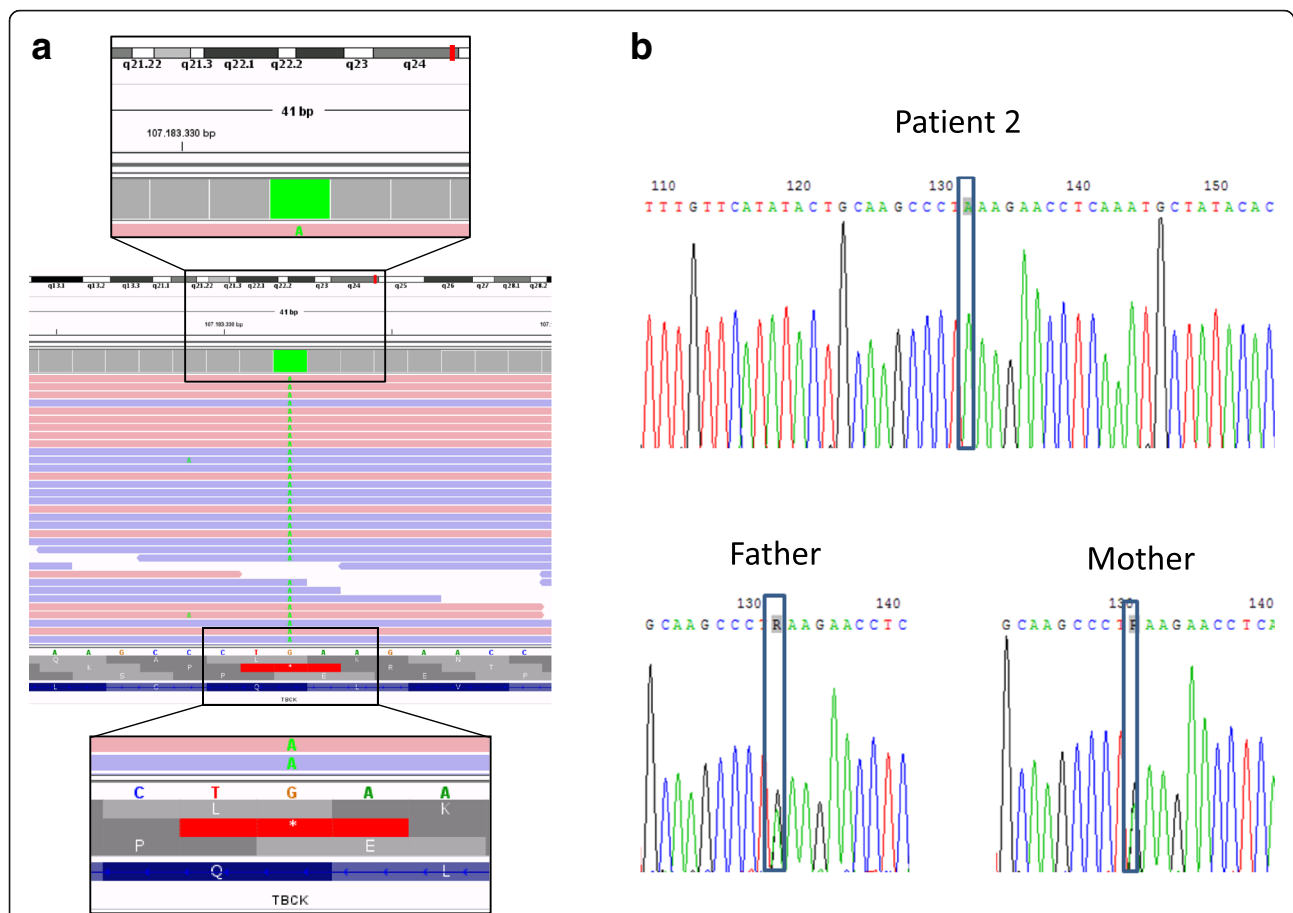 a
q21.22 q21.3 q22.1 q22.2 q23 q24
41 bp
107.183.330 bp
A
q13.1 q13.2 q13.3 q21.1 q21.22 q21.3 q22.1 q22.2 q23 q24 q25 q26 q27 q28.1 q28.2
41 bp
107.183.330 bp
107.
A
A
A
A A G C C C T G A A G A A C C
Q A L K N
K P * R T
S P E E P
L G Q L V
TBCK
A
A
C T G A A
L K
*
P E
Q L
TBCK
b
Patient 2
110 120 130 140 150
TTTGTTCATATACTGCAAGCCCTAAAGAACCTCAAATGCTATACAC
Father
130 140
GCAAGCCCTRAAGAACCTC
Mother
130 140
GCAAGCCCTRAAGAACCTCA